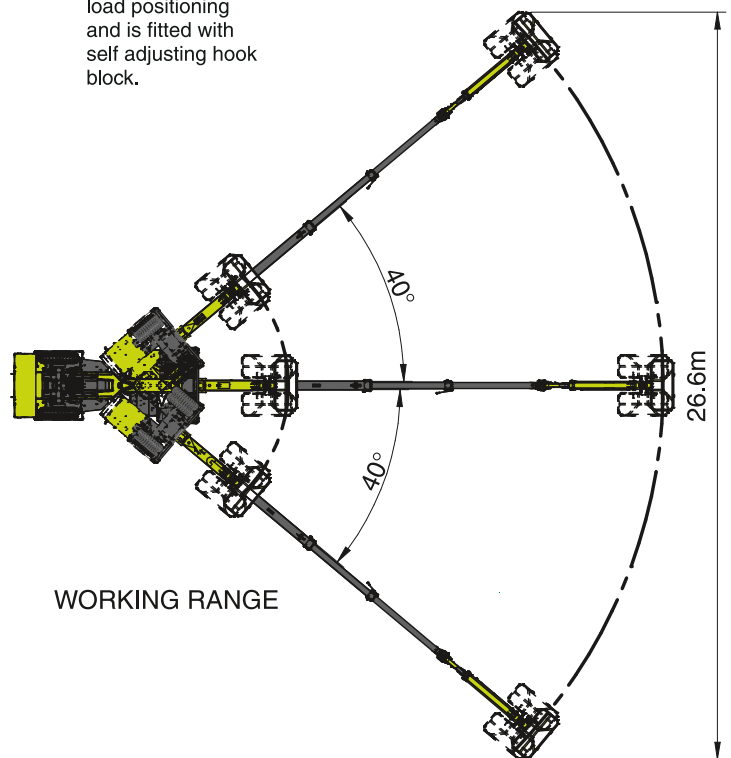 load positioning
and is fitted with
self adjusting hook
block.
40°
26.6m
40°
WORKING RANGE